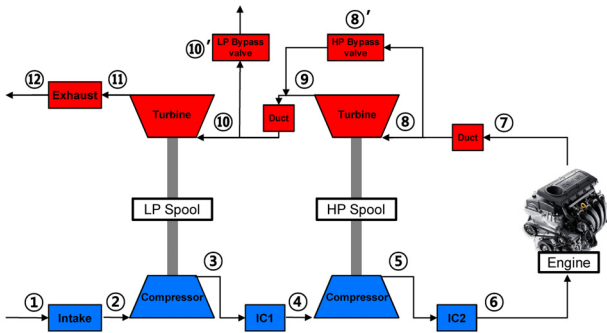 ⑧′
LP Bypass
valve
HP Bypass
valve
⑩′
⑫
Exhaust
⑪
⑨
Turbine
Duct
Turbine
⑩
⑧
Duct
⑦
LP Spool
HP Spool
Engine
③
⑤
①
Intake
②
Compressor
IC1
④
Compressor
IC2
⑥